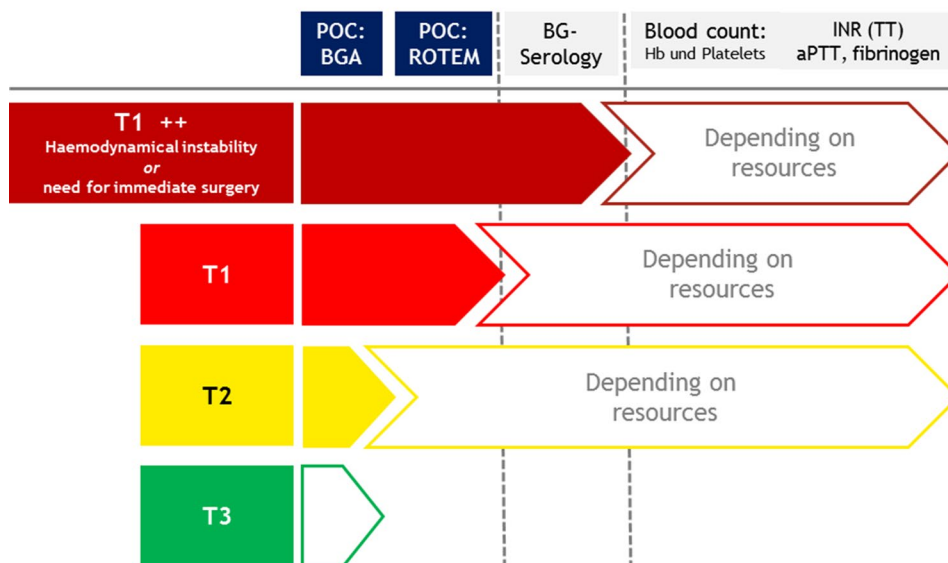 POC:
BGA
POC:
ROTEM
BG-
Serology
Blood count:
Hb und Platelets
INR (TT)
aPTT, fibrinogen
T1 ++
Haemodynamical instability
or
need for immediate surgery
Depending on
resources
T1
Depending on
resources
T2
Depending on
resources
T3